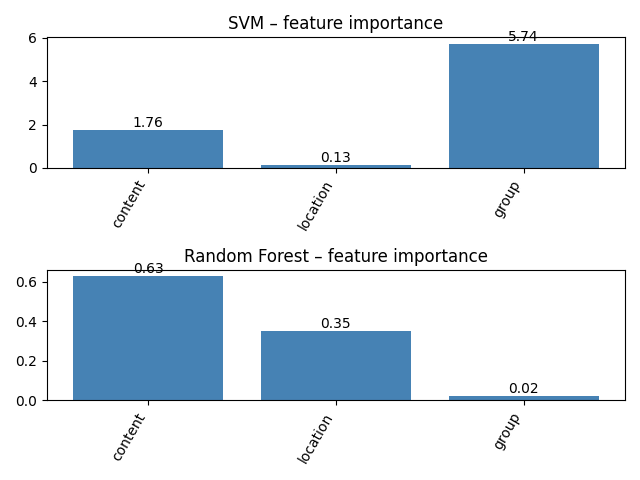 SVM – feature importance
6
4
2
0
1.76
0.13
5.74
content
location
group
Random Forest – feature importance
0.6
0.4
0.2
0.0
0.63
0.35
0.02
content
location
group